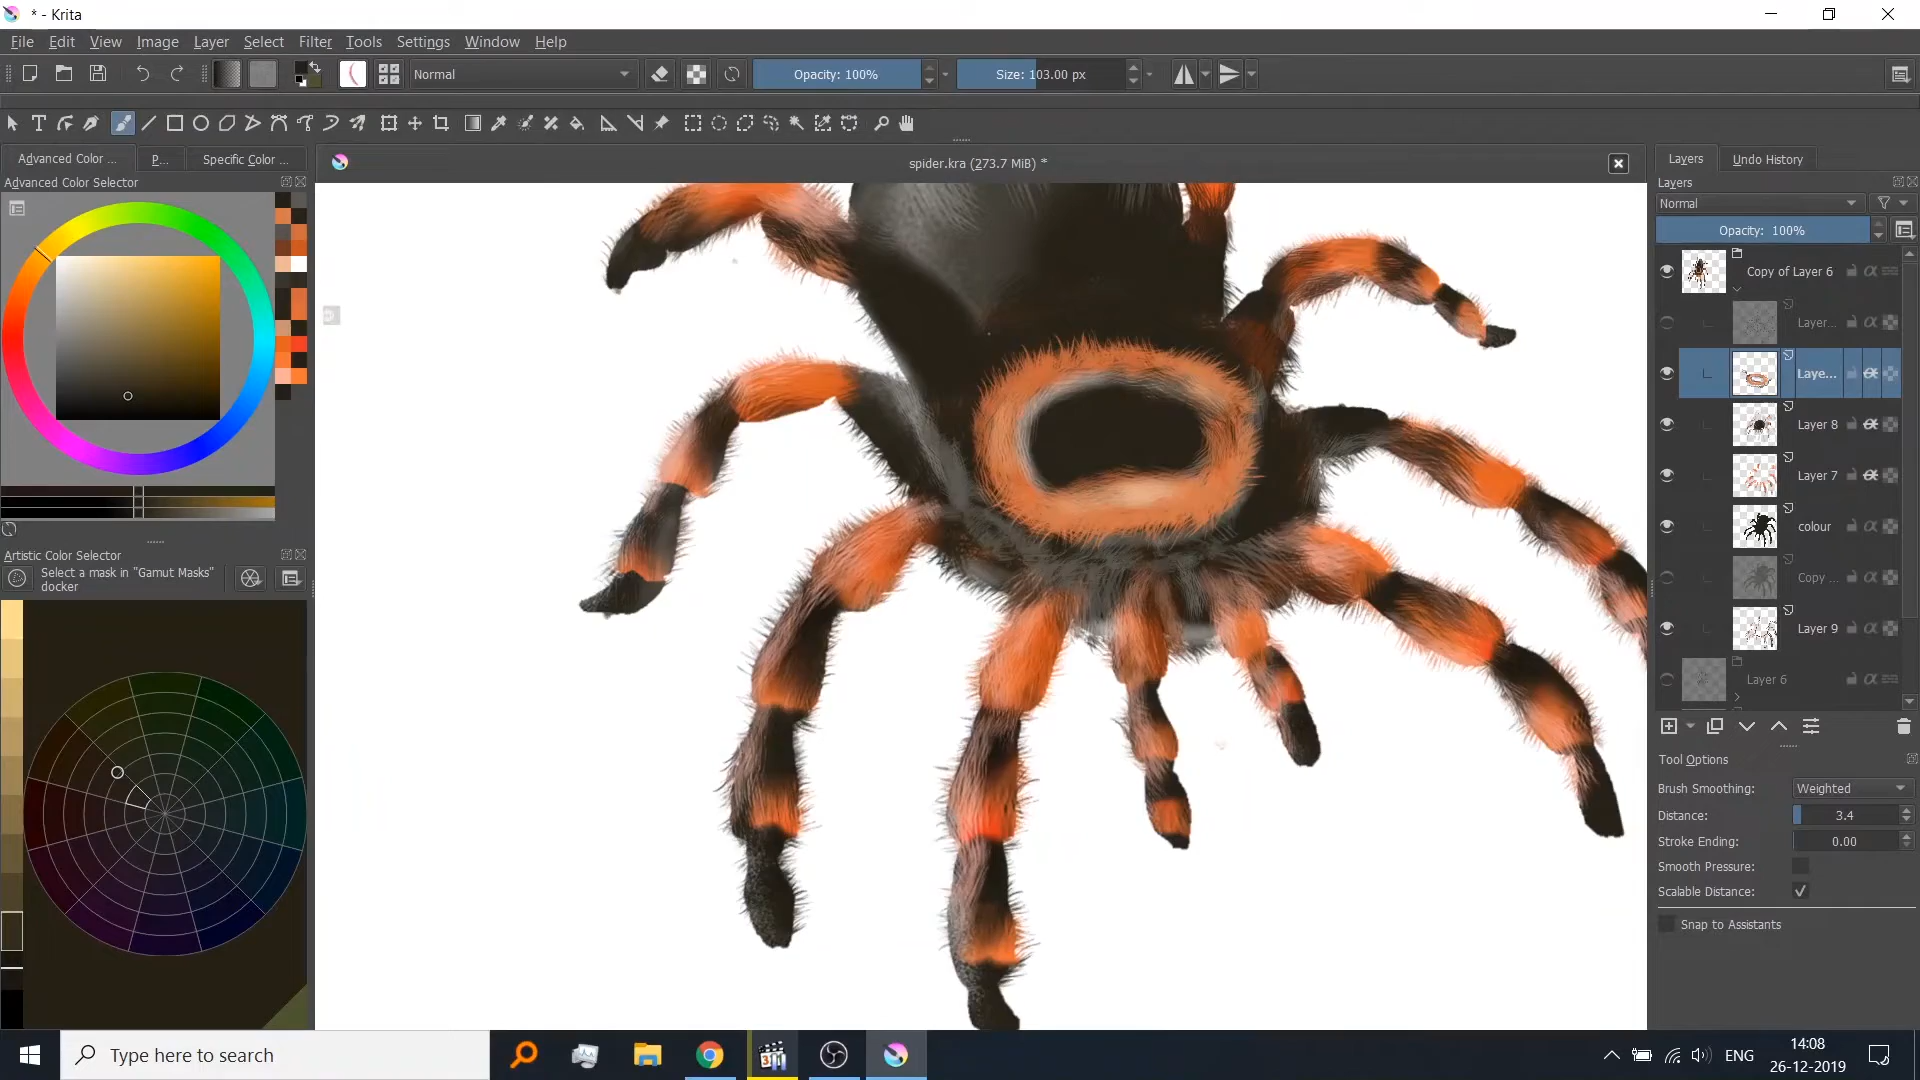 * - Krita
File Edit View Image Layer Select Filter Tools Settings Window Help
Normal Opacity: 100% Size: 103.00 px
Advanced Color ... P... Specific Color ...
Advanced Color Selector
spider.kra (273.7 MiB) *
Layers Undo History
Layers
Normal
Opacity: 100%
Copy of Layer 6
Layer...
Laye...
Layer 8
Layer 7
colour
Copy ...
Layer 9
Layer 6
Artistic Color Selector
Select a mask in "Gamut Masks"
docker
Tool Options
Brush Smoothing: Weighted
Distance: 3.4
Stroke Ending: 0.00
Smooth Pressure:
Scalable Distance:
Snap to Assistants
Type here to search
ENG
14:08
26-12-2019